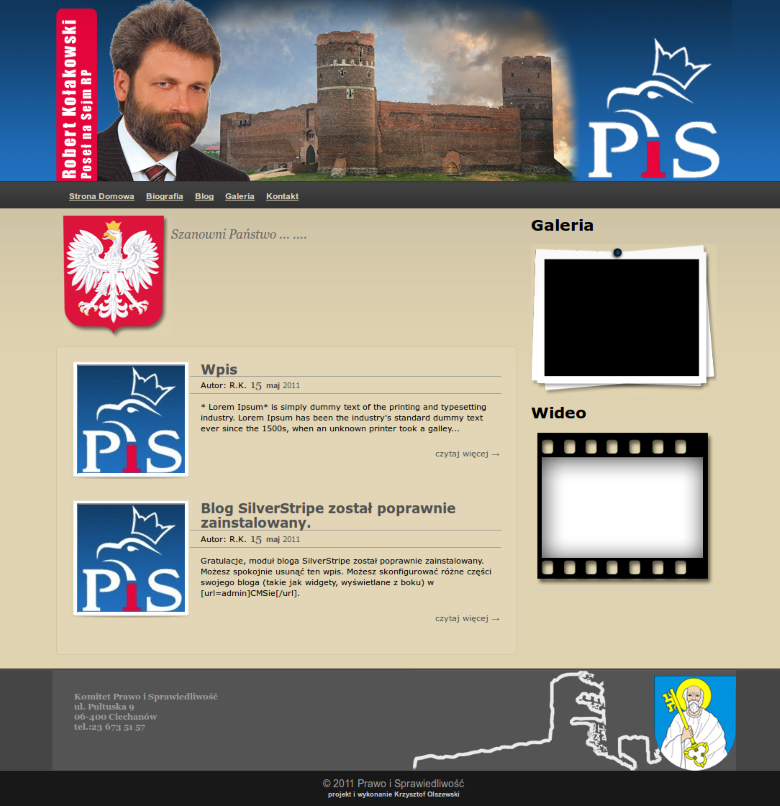 Robert Kołakowski
Poseł na Sejm RP
PiS
Strona Domowa Biografia Blog Galeria Kontakt
Szanowni Państwo ... ....
Galeria
Wideo
PiS
Wpis
Autor: R.K. 15 maj 2011
* Lorem Ipsum* is simply dummy text of the printing and typesetting
industry. Lorem Ipsum has been the industry's standard dummy text
ever since the 1500s, when an unknown printer took a galley...
czytaj więcej →
PiS
Blog SilverStripe został poprawnie
zainstalowany.
Autor: R.K. 15 maj 2011
Gratulacje, moduł bloga SilverStripe został poprawnie zainstalowany.
Możesz spokojnie usunąć ten wpis. Możesz skonfigurować różne części
swojego bloga (takie jak widgety, wyświetlane z boku) w
[url=admin]CMSie[/url].
czytaj więcej →
Komitet Prawo i Sprawiedliwość
ul. Pułtuska 9
06-400 Ciechanów
tel.:23 673 51 57
© 2011 Prawo i Sprawiedliwość
projekt i wykonanie Krzysztof Olszewski